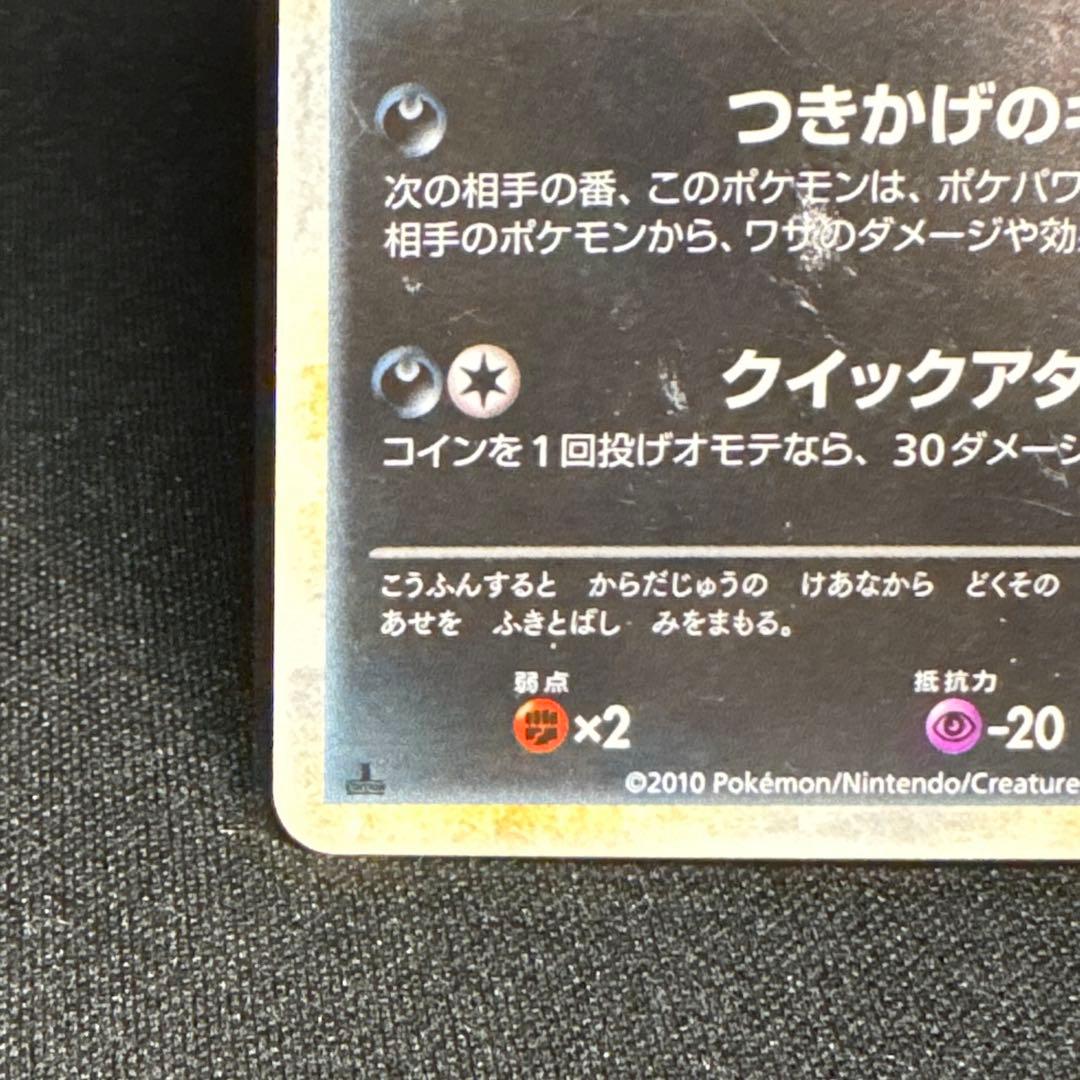 つきかげのキ
次の相手の番、このポケモンは、ポケパワ
相手のポケモンから、ワザのダメージや効
クイックアタ
コインを1回投げオモテなら、30ダメージ
こうふんすると からだじゅうの けあなから どくその
あせを ふきとばし みをまもる。
弱点 抵抗力
×2 -20
©2010 Pokémon/Nintendo/Creature